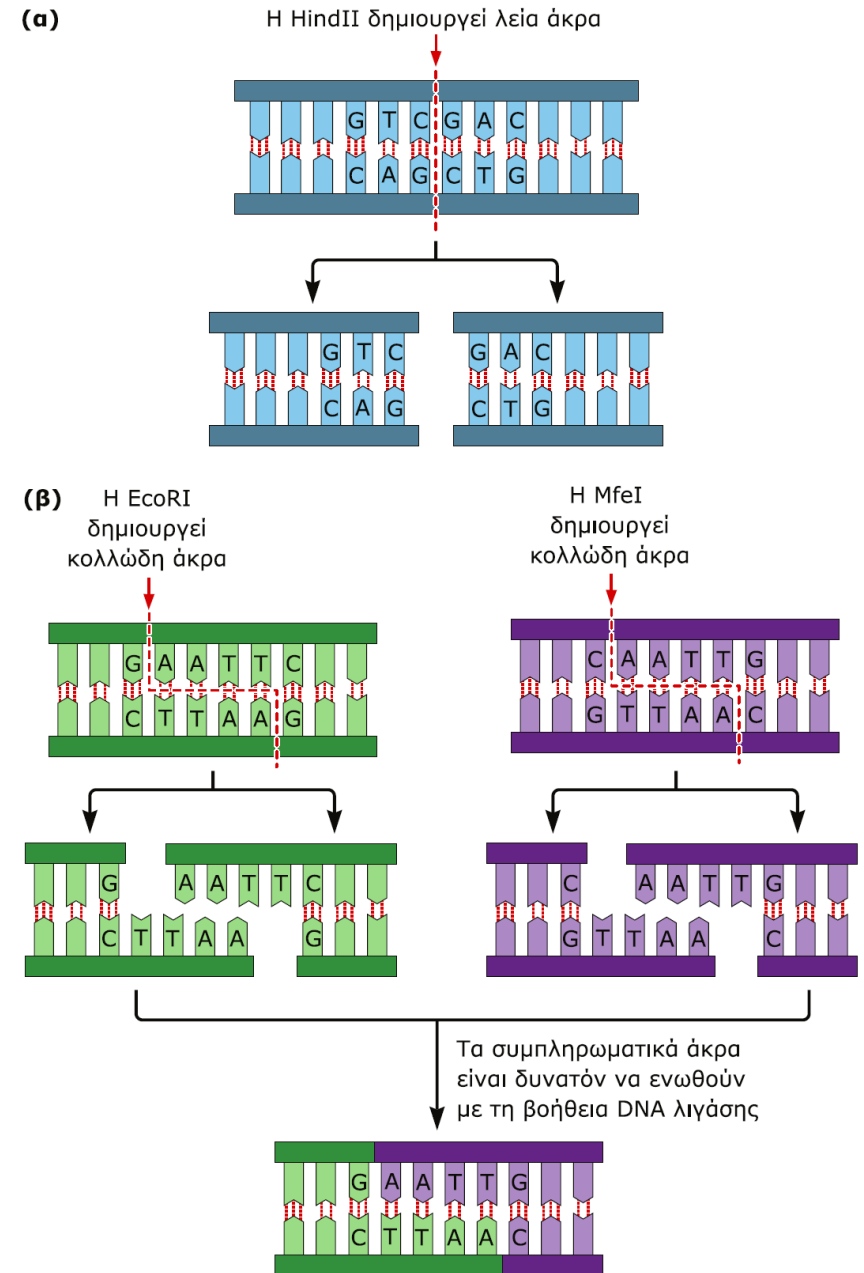 (α)
Η HindII δημιουργεί λεία άκρα
G T C G A C
C A G C T G
G T C
G A C
C A G
C T G
(β)
Η EcoRI
δημιουργεί
κολλώδη άκρα
Η MfeI
δημιουργεί
κολλώδη άκρα
G A A T T C
C T T A A G
C A A T T G
G T T A A C
G
A A T T C
C T T A A
G
C
A A T T G
G T T A A
C
Τα συμπληρωματικά άκρα
είναι δυνατόν να ενωθούν
με τη βοήθεια DNA λιγάσης
G A A T T G
C T T A A C